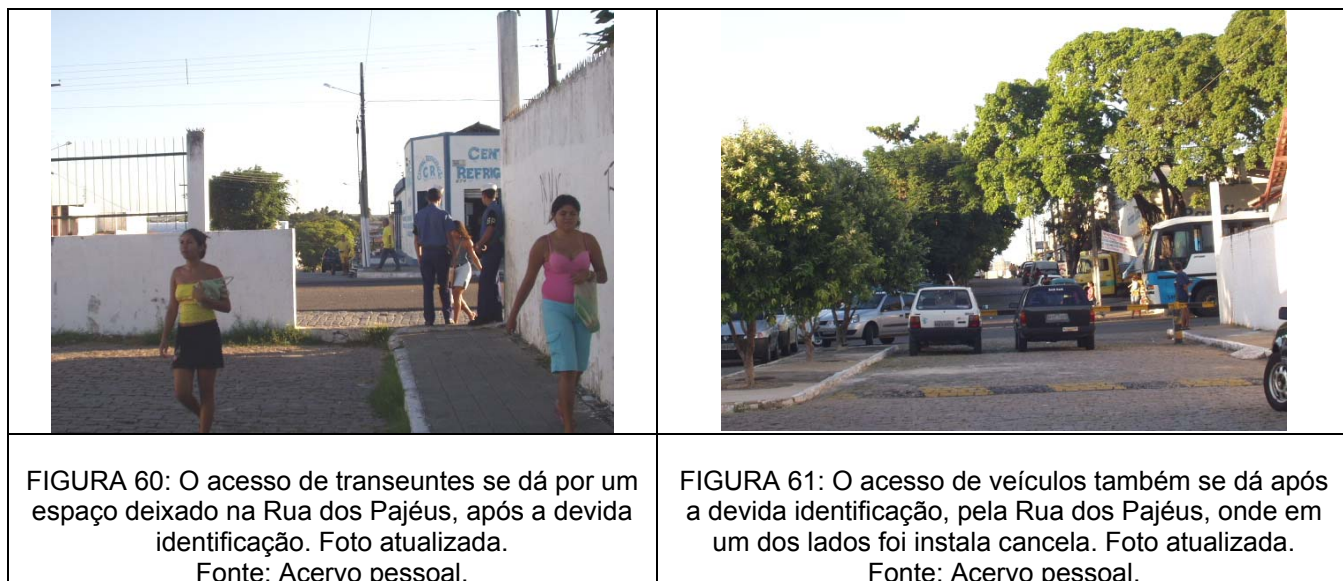 CEN
REFRIG
CR
FIGURA 60: O acesso de transeuntes se dá por um
espaço deixado na Rua dos Pajéus, após a devida
identificação. Foto atualizada.
Fonte: Acervo pessoal.
FIGURA 61: O acesso de veículos também se dá após
a devida identificação, pela Rua dos Pajéus, onde em
um dos lados foi instala cancela. Foto atualizada.
Fonte: Acervo pessoal.